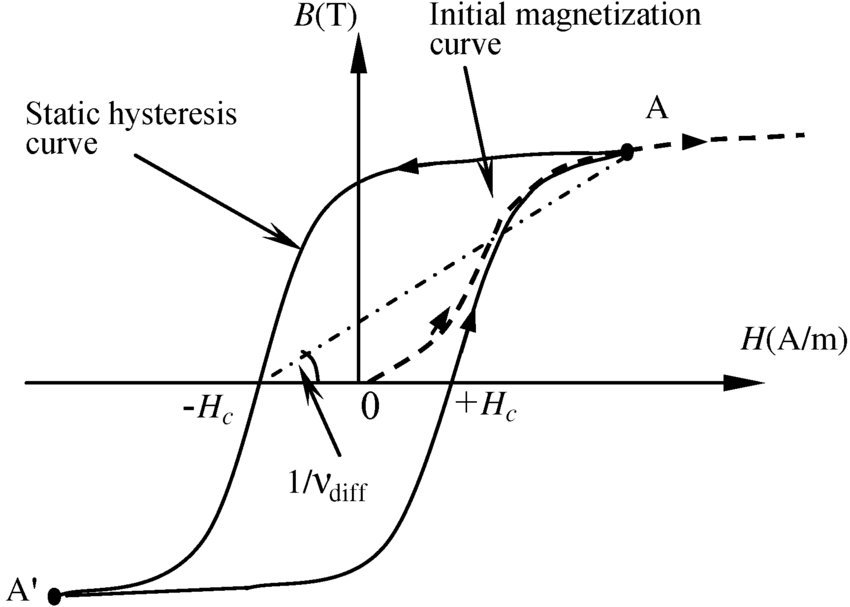 B(T)
Initial magnetization
curve
Static hysteresis
curve
A
H(A/m)
-Hc
0
+Hc
1/νdiff
A'